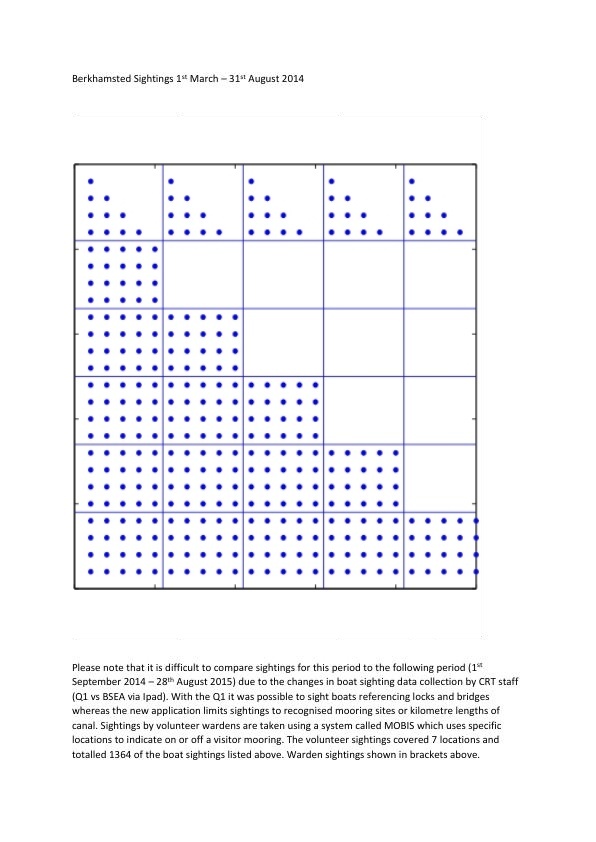 Berkhamsted Sightings 1st March – 31st August 2014
Please note that it is difficult to compare sightings for this period to the following period (1st
September 2014 – 28th August 2015) due to the changes in boat sighting data collection by CRT staff
(Q1 vs BSEA via Ipad). With the Q1 it was possible to sight boats referencing locks and bridges
whereas the new application limits sightings to recognised mooring sites or kilometre lengths of
canal. Sightings by volunteer wardens are taken using a system called MOBIS which uses specific
locations to indicate on or off a visitor mooring. The volunteer sightings covered 7 locations and
totalled 1364 of the boat sightings listed above. Warden sightings shown in brackets above.